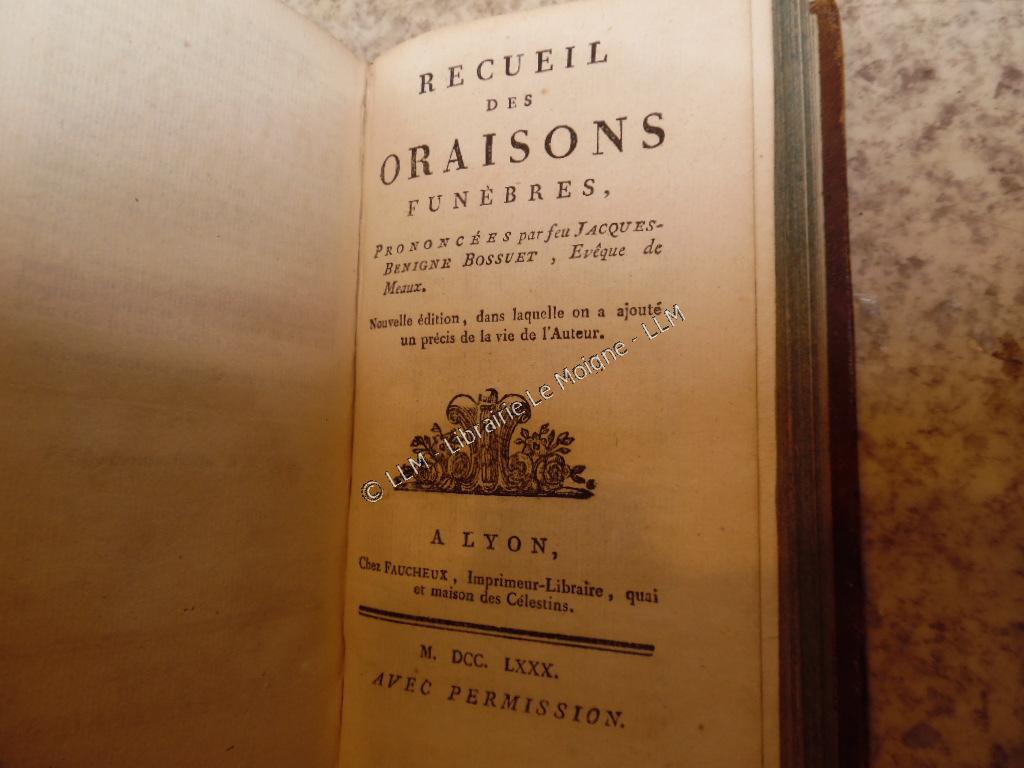 RECUEIL
DES
ORAISONS
FUNÈBRES,
PRONONCÉES par feu JACQUES-
BENIGNE BOSSUET , Evêque de
Meaux.
Nouvelle édition, dans laquelle on a ajouté
un précis de la vie de l'Auteur.
© LLM - Librairie Le Moigne - LLM
A LYON,
Chez FAUCHEUX , Imprimeur-Libraire , quai
et maison des Célestins.
M. DCC. LXXX.
AVEC PERMISSION.